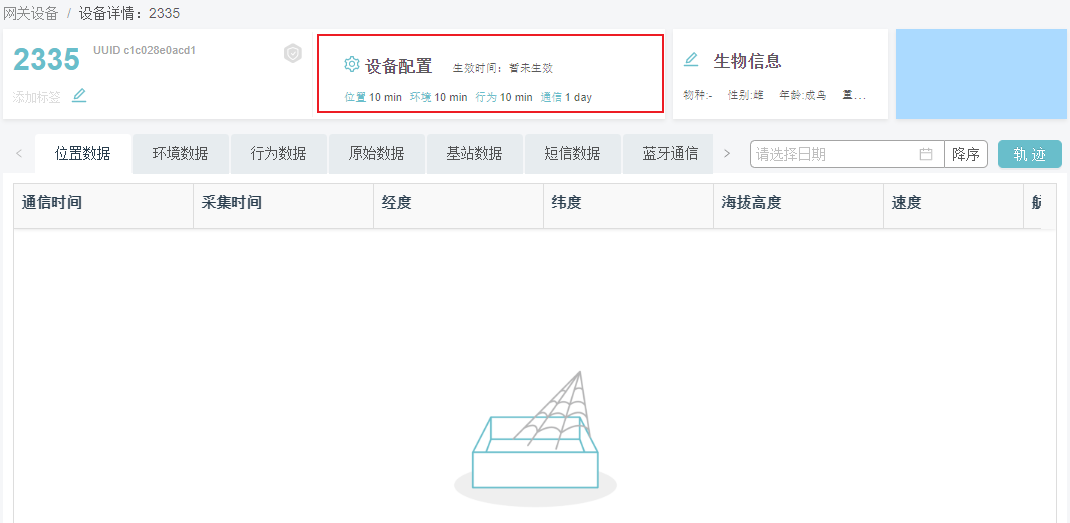 网关设备 / 设备详情：2335
2335 UUID c1c028e0acd1
添加标签
设备配置 生效时间：暂未生效
位置 10 min 环境 10 min 行为 10 min 通信 1 day
生物信息
物种:- 性别:雄 年龄:成鸟 重...
位置数据 环境数据 行为数据 原始数据 基站数据 短信数据 蓝牙通信 请选择日期 降序 轨 迹
通信时间 采集时间 经度 纬度 海拔高度 速度